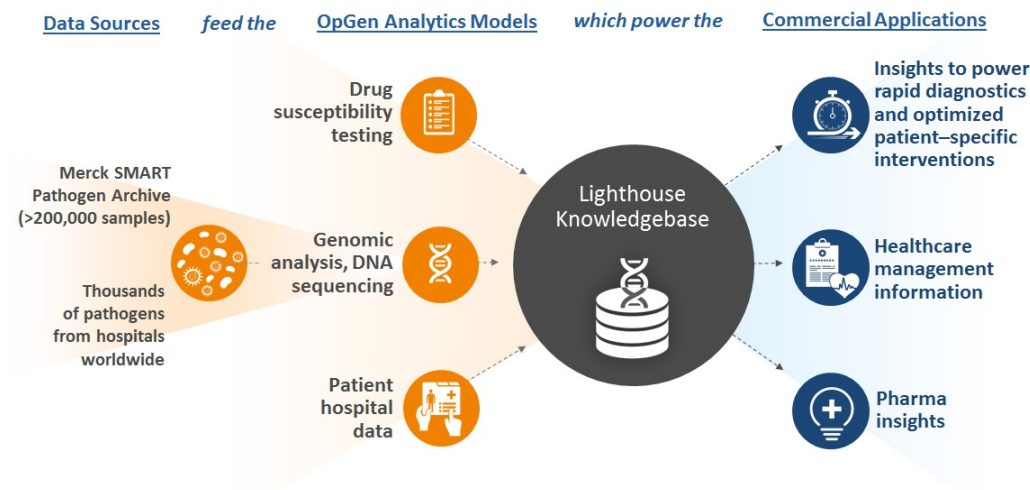 Data Sources feed the OpGen Analytics Models which power the Commercial Applications
Merck SMART
Pathogen Archive
(>200,000 samples)
Thousands
of pathogens
from hospitals
worldwide
Drug
susceptibility
testing
Genomic
analysis, DNA
sequencing
Patient
hospital
data
Lighthouse
Knowledgebase
Insights to power
rapid diagnostics
and optimized
patient–specific
interventions
Healthcare
management
information
Pharma
insights